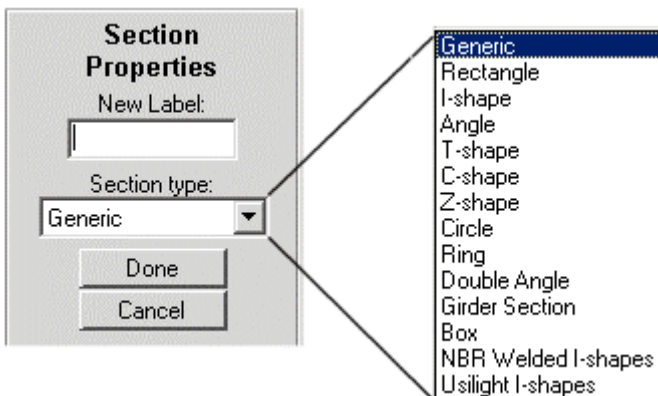 Section
Properties
New Label:
Section type:
Generic
Done
Cancel
Generic
Rectangle
I-shape
Angle
T-shape
C-shape
Z-shape
Circle
Ring
Double Angle
Girder Section
Box
NBR Welded I-shapes
Usilight I-shapes